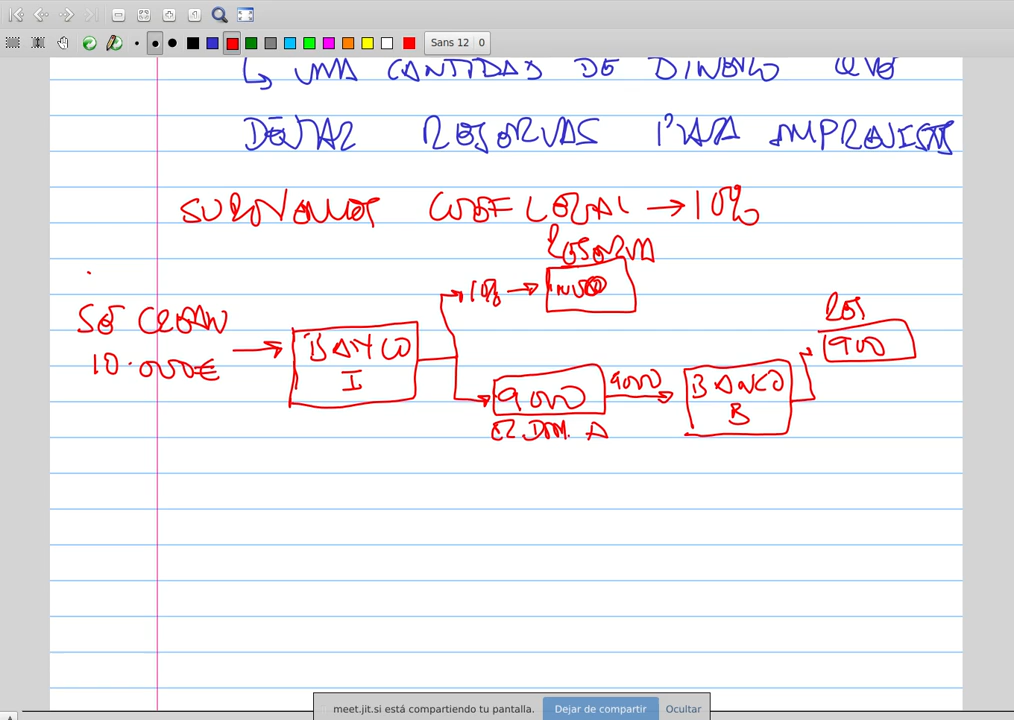 Sans 12 0
↳ UNA CANTIDAD DE DINERO QUE
DEJAR RESERVAS PARA IMPREVISTOS
SUPONEMOS COEF LEGAL → 10%
RESERVA
10% → 1000
SE CREAN
10.000€
BANCO
I
9000
9000
BANCO
B
RES
900
meet.jit.si está compartiendo tu pantalla.
Dejar de compartir
Ocultar